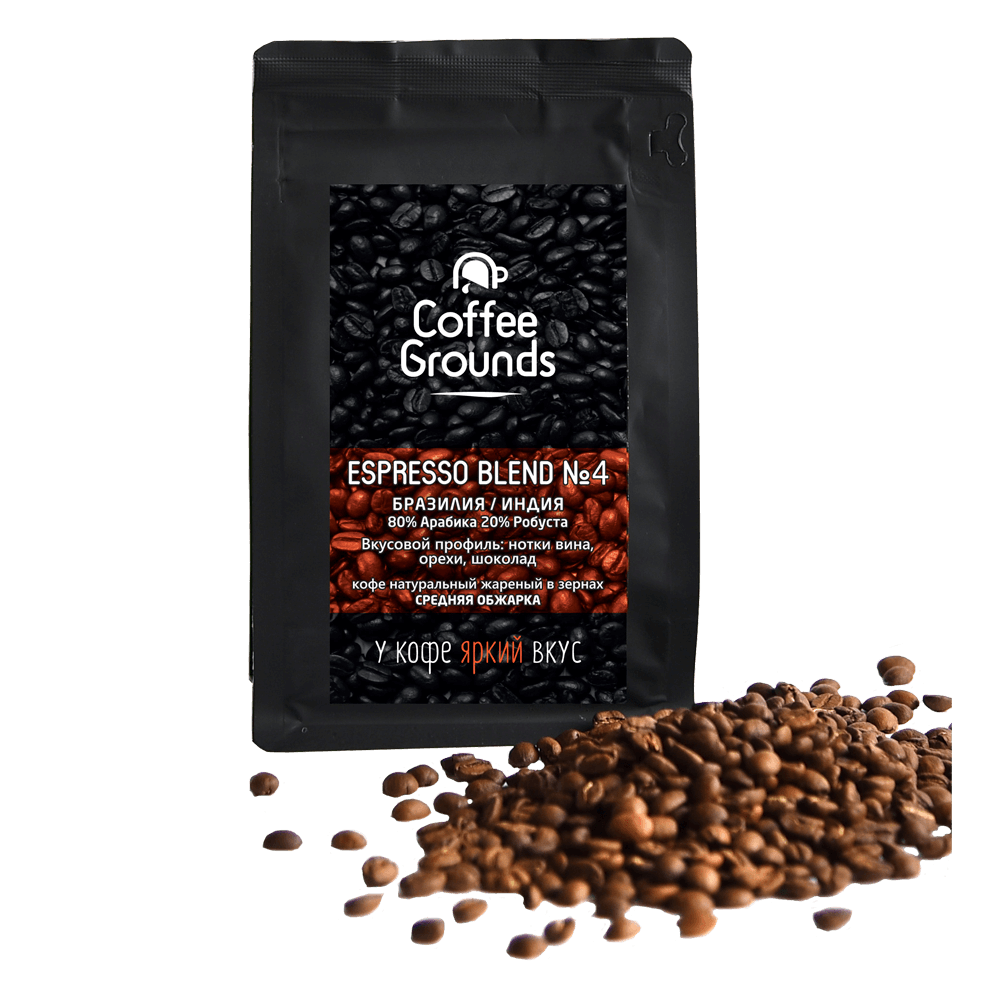 Coffee
Grounds
ESPRESSO BLEND №4
БРАЗИЛИЯ / ИНДИЯ
80% Арабика 20% Робуста
Вкусовой профиль: нотки вина,
орехи, шоколад
кофе натуральный жареный в зернах
СРЕДНЯЯ ОБЖАРКА
У КОФЕ ЯРКИЙ ВКУС